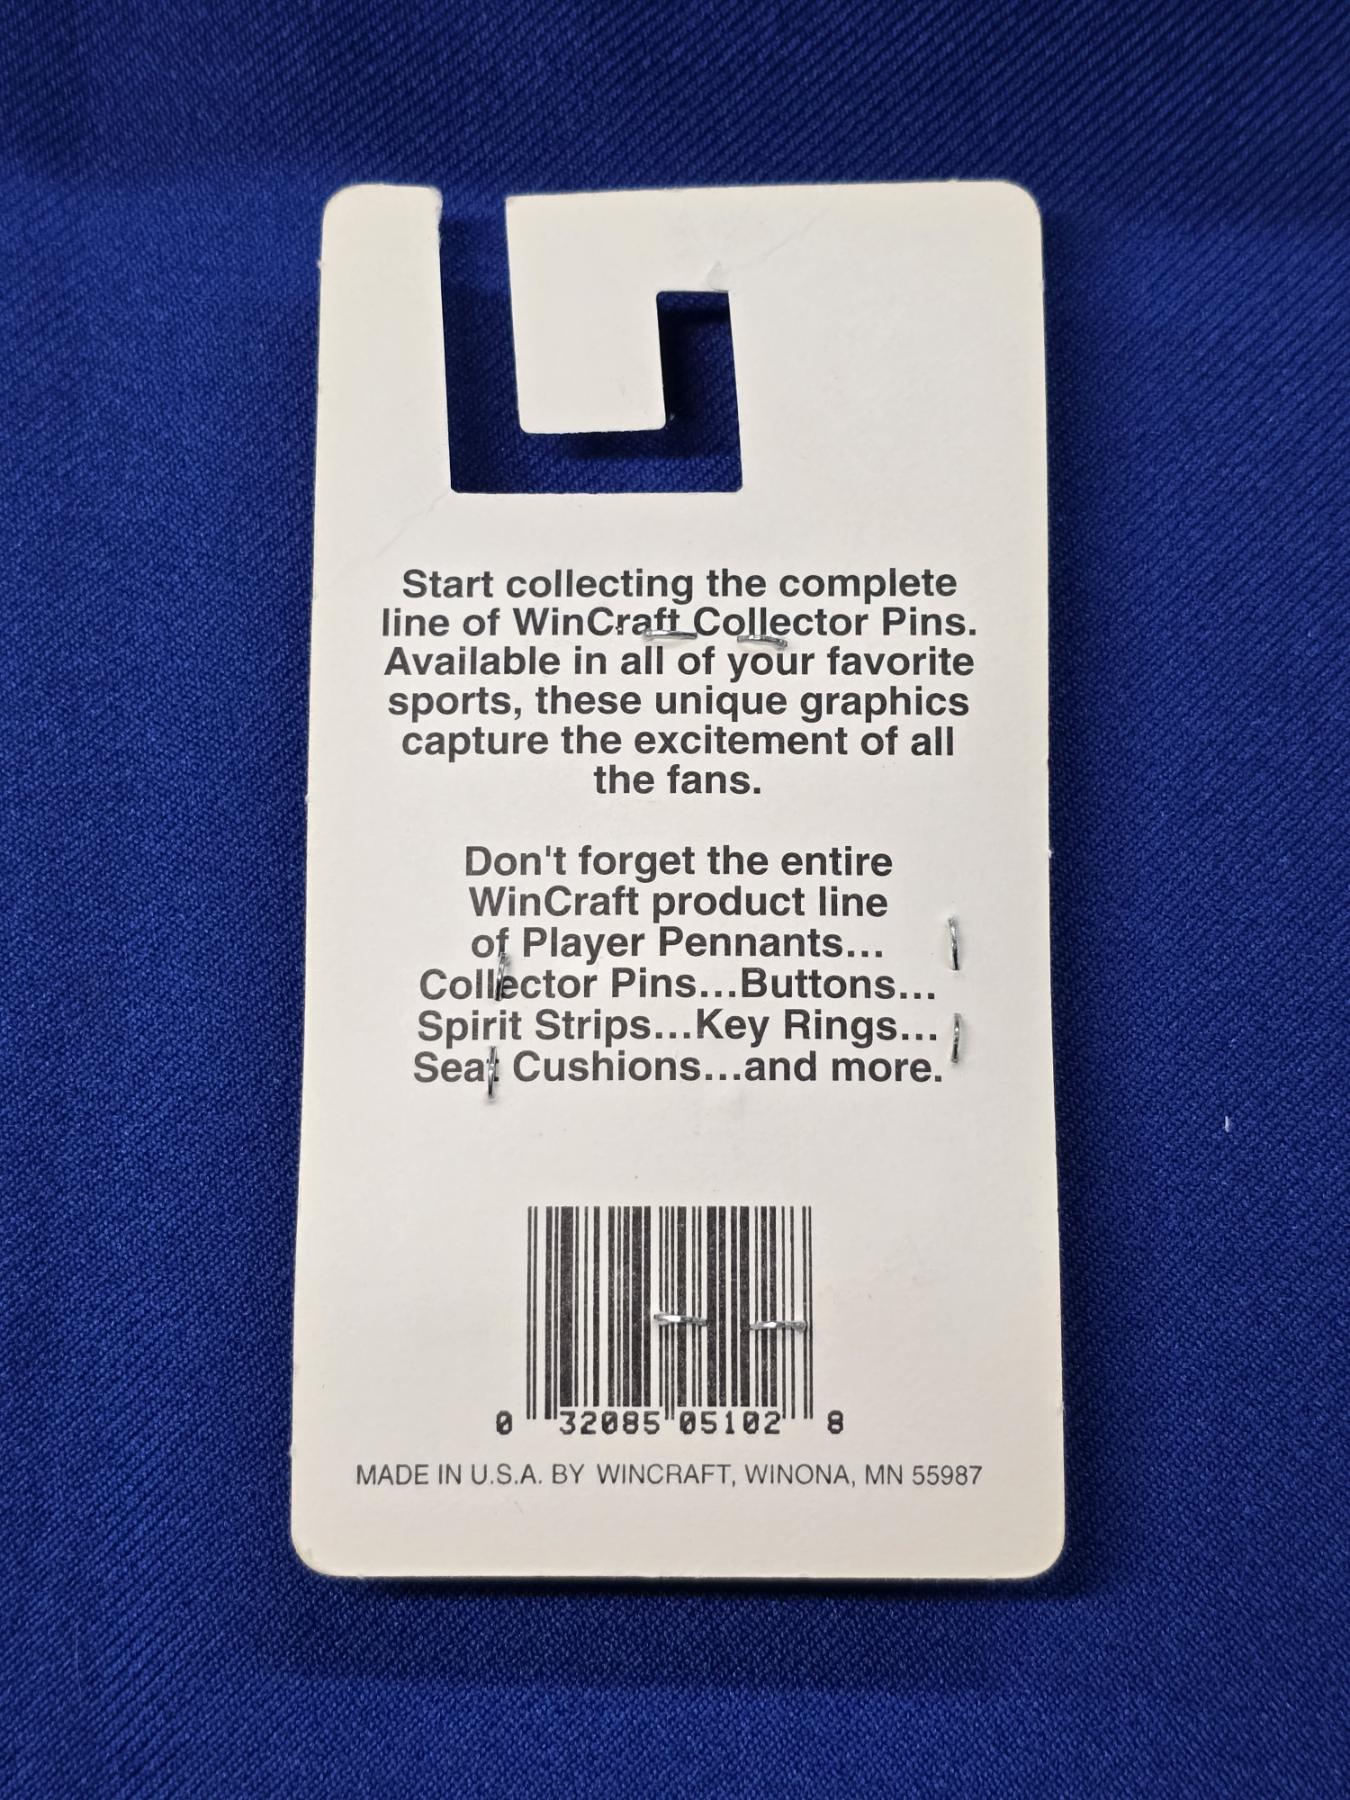 Start collecting the complete
line of WinCraft Collector Pins.
Available in all of your favorite
sports, these unique graphics
capture the excitement of all
the fans.
Don't forget the entire
WinCraft product line
of Player Pennants...
Collector Pins...Buttons...
Spirit Strips...Key Rings...
Seat Cushions...and more.
0 32085 05102 8
MADE IN U.S.A. BY WINCRAFT, WINONA, MN 55987